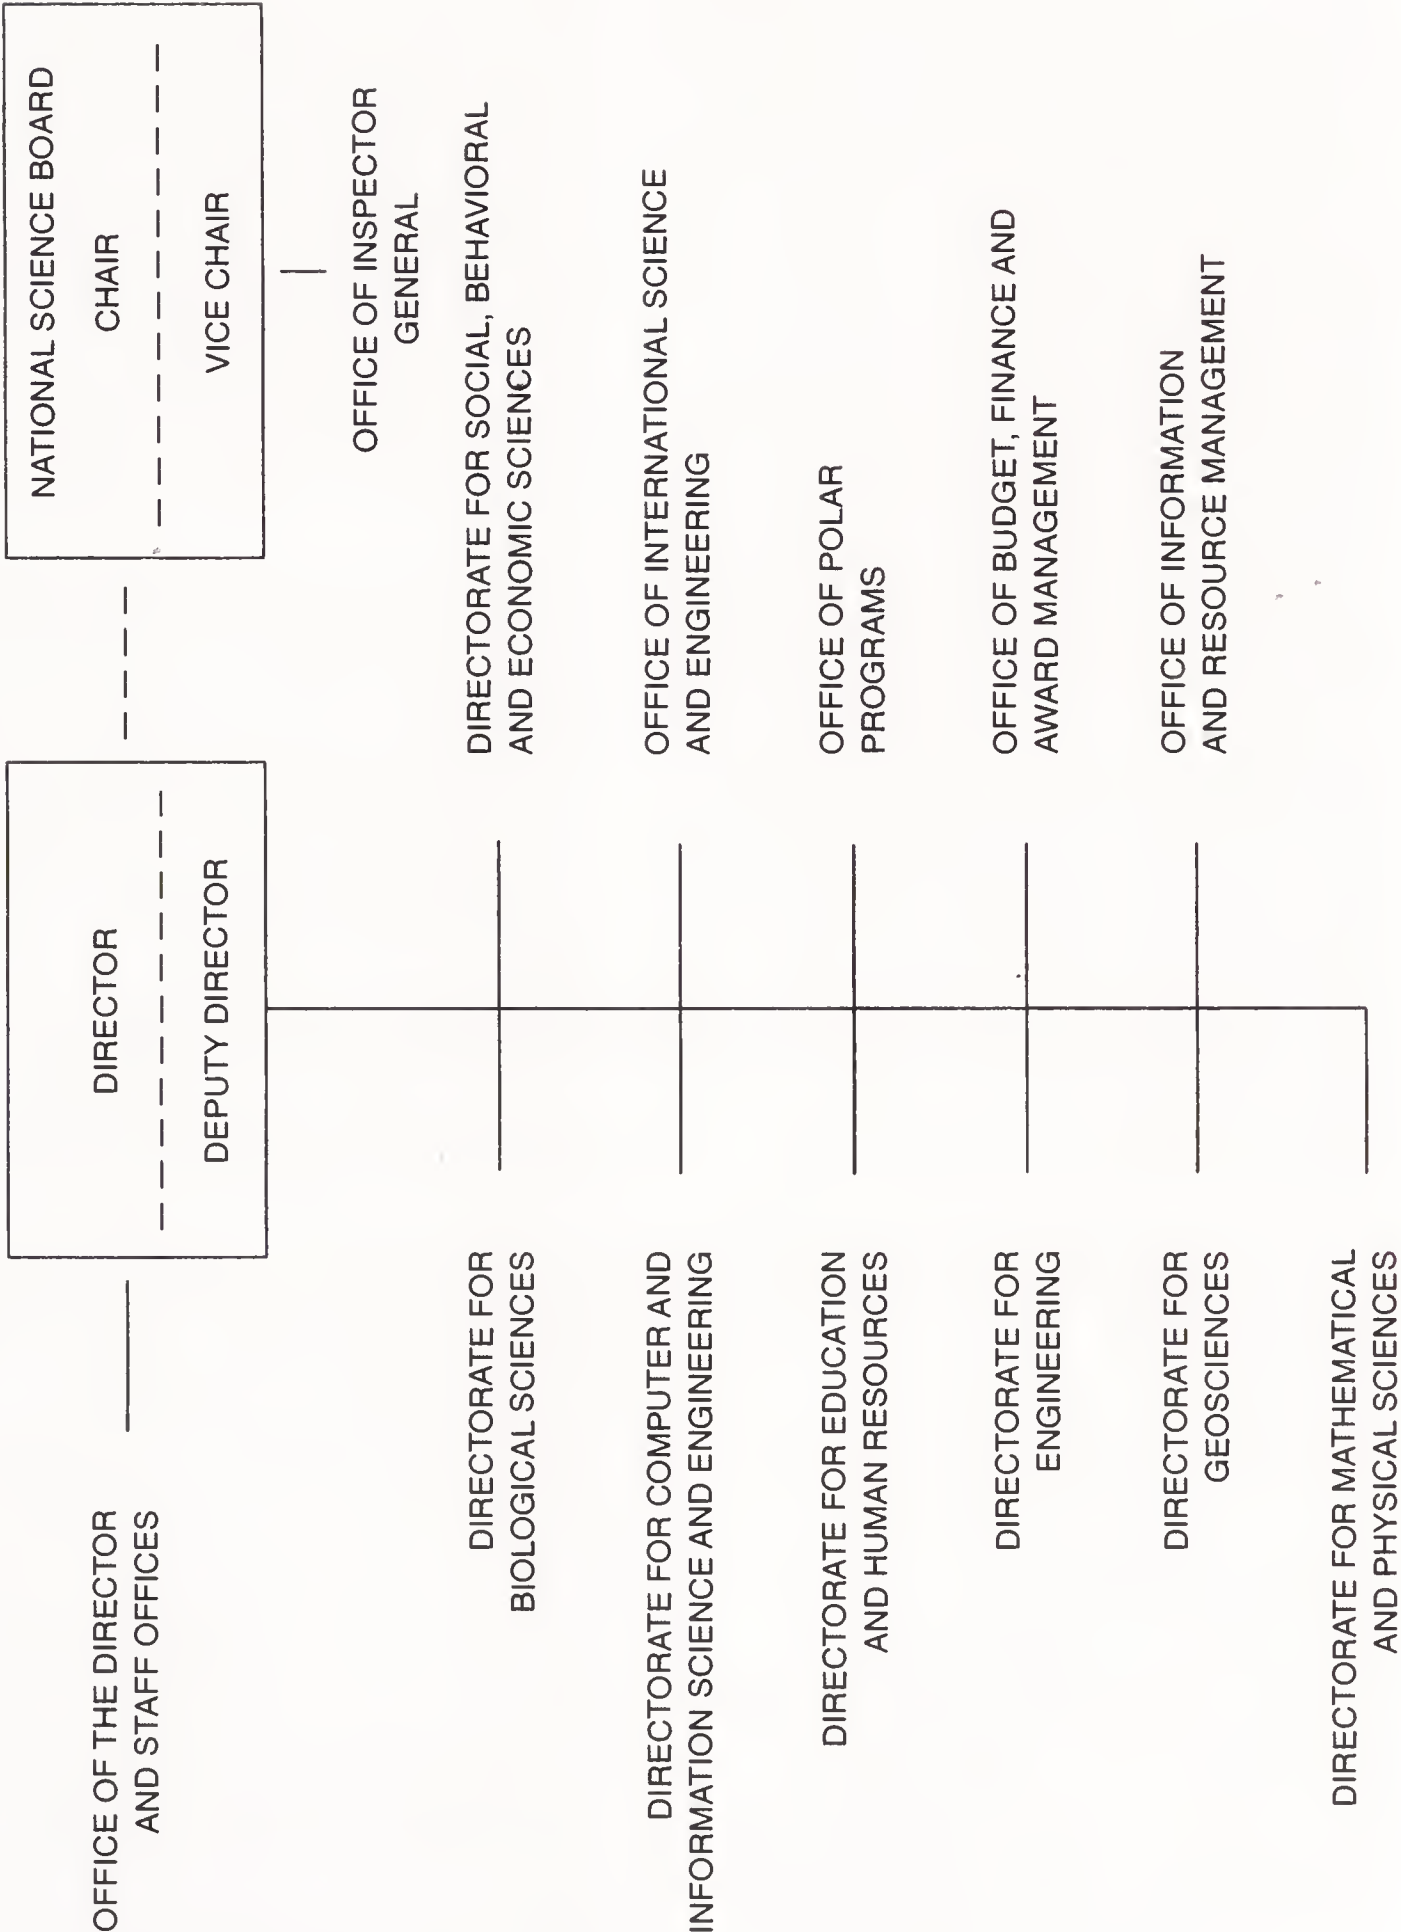 NATIONAL SCIENCE BOARD
CHAIR
VICE CHAIR
DIRECTOR
DEPUTY DIRECTOR
OFFICE OF THE DIRECTOR
AND STAFF OFFICES
OFFICE OF INSPECTOR
GENERAL
DIRECTORATE FOR
BIOLOGICAL SCIENCES
DIRECTORATE FOR SOCIAL, BEHAVIORAL
AND ECONOMIC SCIENCES
DIRECTORATE FOR COMPUTER AND
INFORMATION SCIENCE AND ENGINEERING
OFFICE OF INTERNATIONAL SCIENCE
AND ENGINEERING
DIRECTORATE FOR EDUCATION
AND HUMAN RESOURCES
OFFICE OF POLAR
PROGRAMS
DIRECTORATE FOR
ENGINEERING
OFFICE OF BUDGET, FINANCE AND
AWARD MANAGEMENT
DIRECTORATE FOR
GEOSCIENCES
OFFICE OF INFORMATION
AND RESOURCE MANAGEMENT
DIRECTORATE FOR MATHEMATICAL
AND PHYSICAL SCIENCES